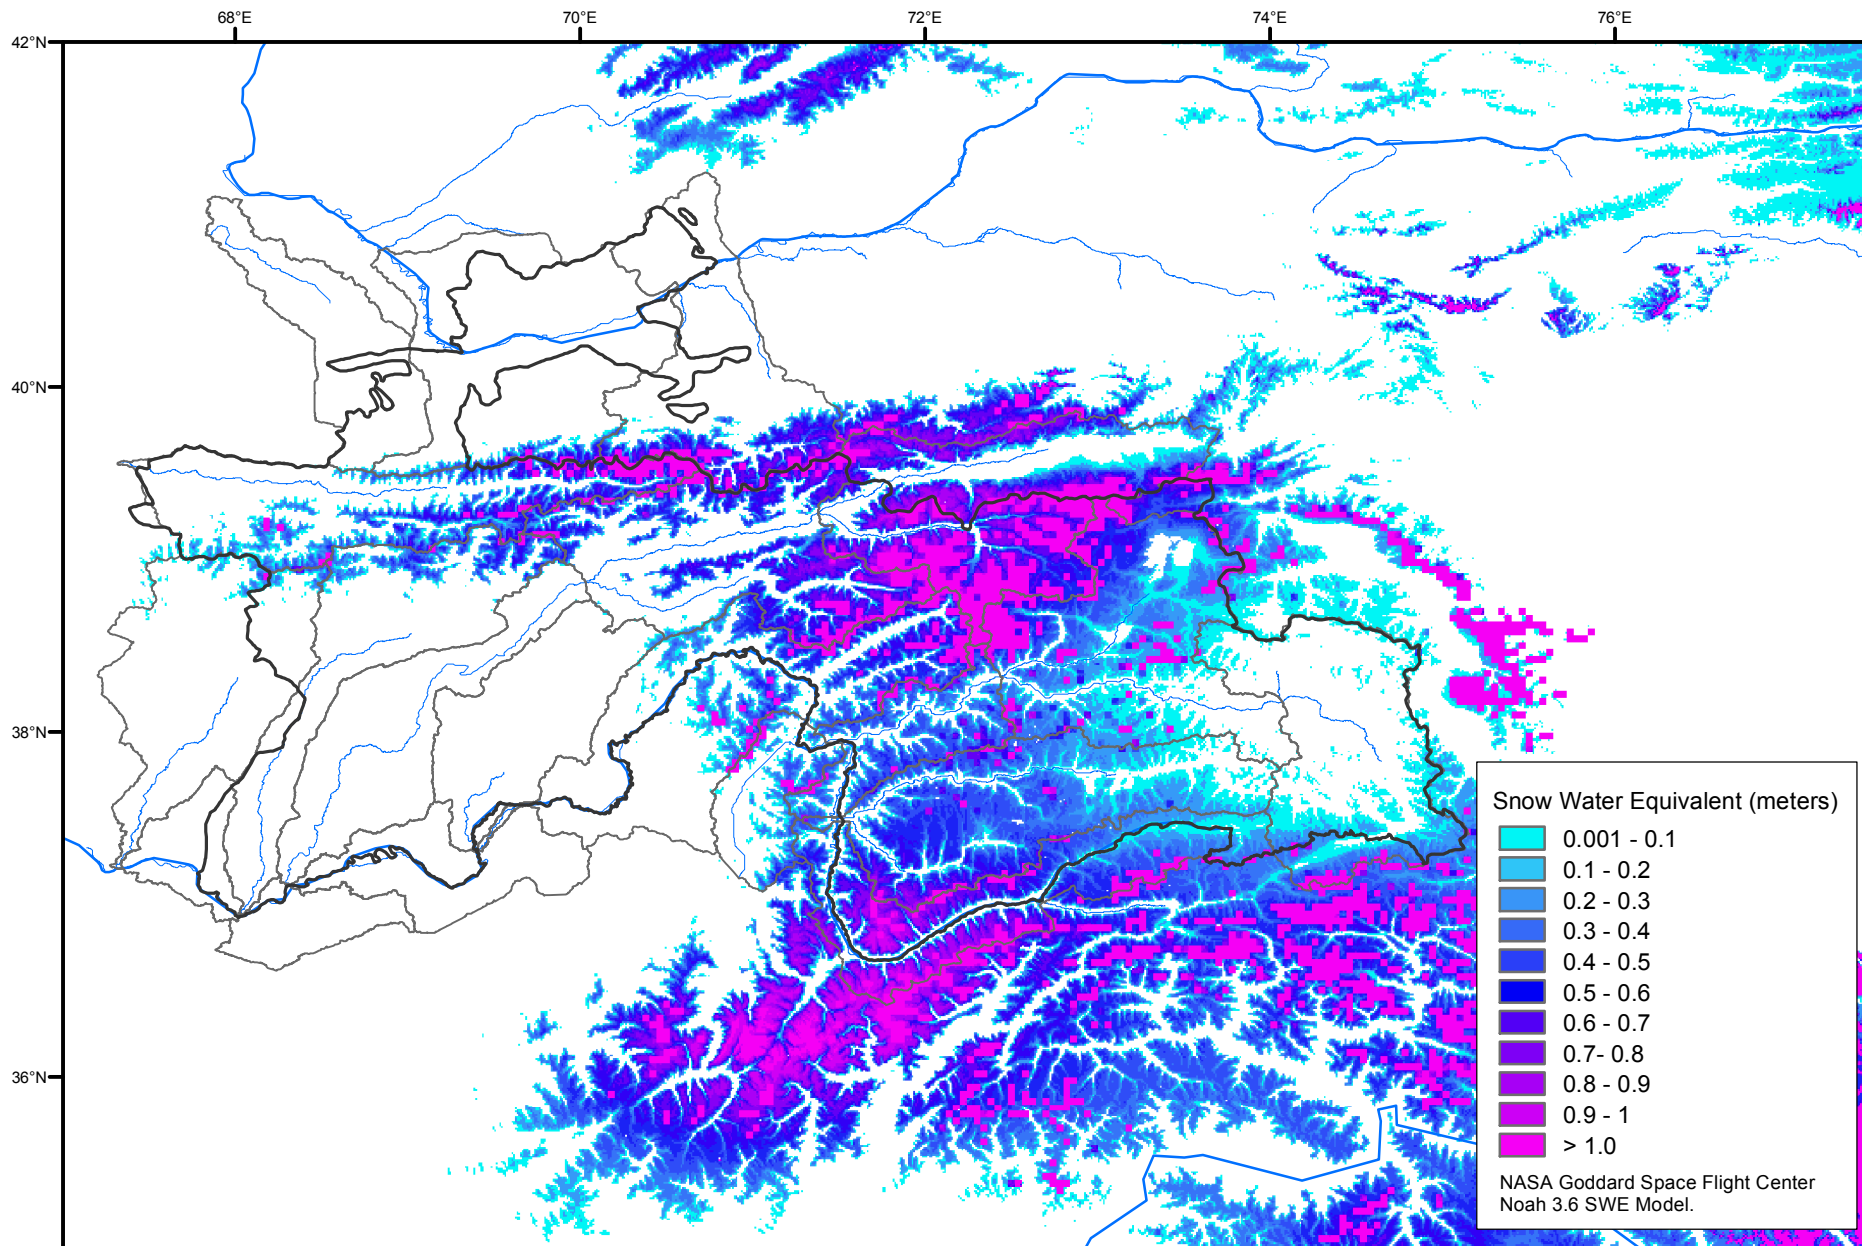 68°E
70°E
72°E
74°E
76°E
42°N
40°N
38°N
36°N
Snow Water Equivalent (meters)
0.001 - 0.1
0.1 - 0.2
0.2 - 0.3
0.3 - 0.4
0.4 - 0.5
0.5 - 0.6
0.6 - 0.7
0.7- 0.8
0.8 - 0.9
0.9 - 1
> 1.0
NASA Goddard Space Flight Center
Noah 3.6 SWE Model.